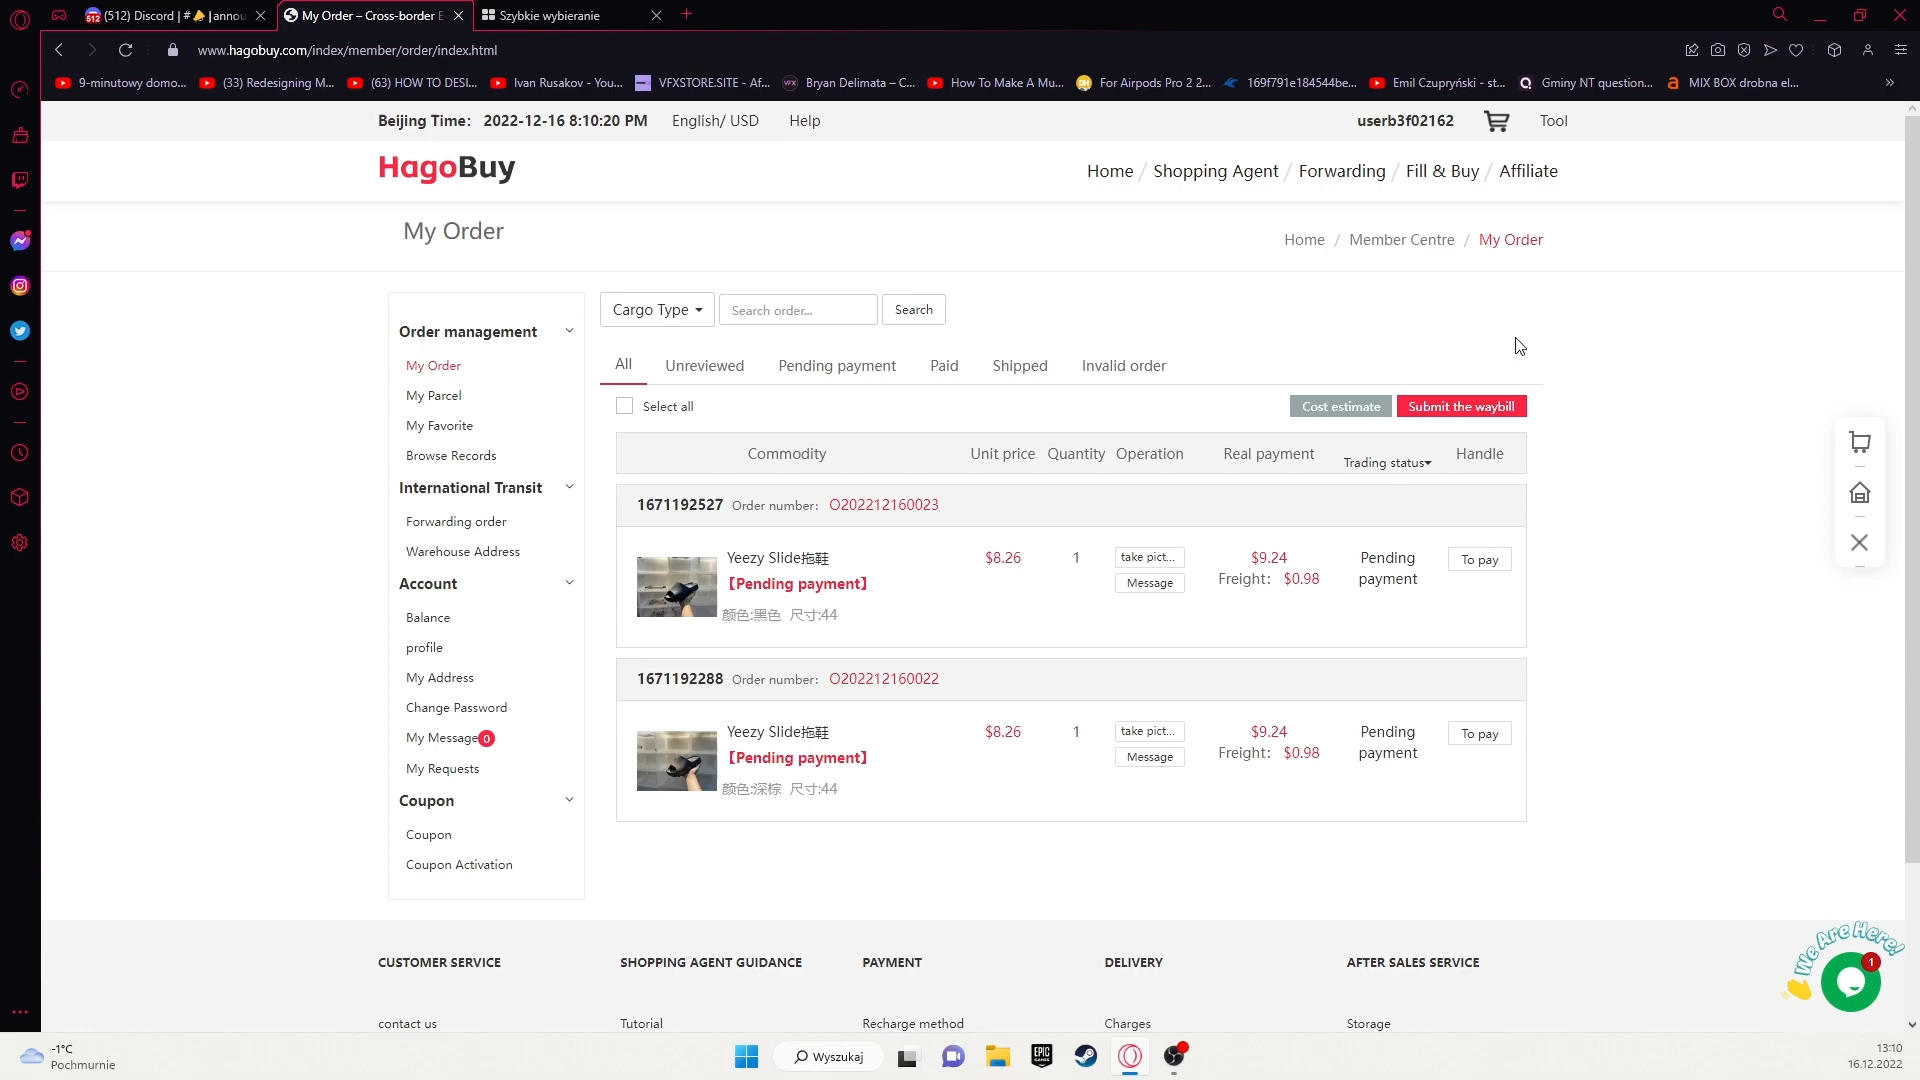 (512) Discord | # | annou
My Order – Cross-border E
Szybkie wybieranie
www.hagobuy.com/index/member/order/index.html
9-minutowy domo...
(33) Redesigning M...
(63) HOW TO DESI...
Ivan Rusakov - You...
VFXSTORE.SITE - Af...
Bryan Delimata – C...
How To Make A Mu...
For Airpods Pro 2 2...
169f791e184544be...
Emil Czupryński - st...
Gminy NT question...
MIX BOX drobna el...
Beijing Time： 2022-12-16 8:10:20 PM
English/ USD
Help
userb3f02162
Tool
HagoBuy
Home / Shopping Agent / Forwarding / Fill & Buy / Affiliate
My Order
Home / Member Centre / My Order
Order management
My Order
My Parcel
My Favorite
Browse Records
International Transit
Forwarding order
Warehouse Address
Account
Balance
profile
My Address
Change Password
My Message 0
My Requests
Coupon
Coupon
Coupon Activation
Cargo Type
Search order...
Search
All
Unreviewed
Pending payment
Paid
Shipped
Invalid order
Select all
Cost estimate
Submit the waybill
Commodity
Unit price
Quantity
Operation
Real payment
Trading status
Handle
1671192527 Order number： O202212160023
Yeezy Slide拖鞋
【Pending payment】
颜色:黑色 尺寸:44
$8.26
1
take pict...
Message
$9.24
Freight： $0.98
Pending
payment
To pay
1671192288 Order number： O202212160022
Yeezy Slide拖鞋
【Pending payment】
颜色:深棕 尺寸:44
$8.26
1
take pict...
Message
$9.24
Freight： $0.98
Pending
payment
To pay
CUSTOMER SERVICE
SHOPPING AGENT GUIDANCE
PAYMENT
DELIVERY
AFTER SALES SERVICE
contact us
Tutorial
Recharge method
Charges
Storage
We Are Here!
1
-1°C
Pochmurnie
Wyszukaj
EPIC
GAMES
13:10
16.12.2022